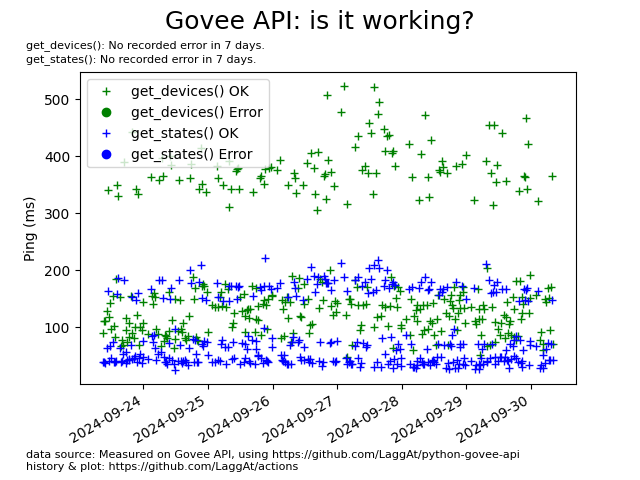 Govee API: is it working?
get_devices(): No recorded error in 7 days.
get_states(): No recorded error in 7 days.
get_devices() OK
get_devices() Error
get_states() OK
get_states() Error
Ping (ms)
500
400
300
200
100
2024-09-24
2024-09-25
2024-09-26
2024-09-27
2024-09-28
2024-09-29
2024-09-30
data source: Measured on Govee API, using https://github.com/LaggAt/python-govee-api
history & plot: https://github.com/LaggAt/actions